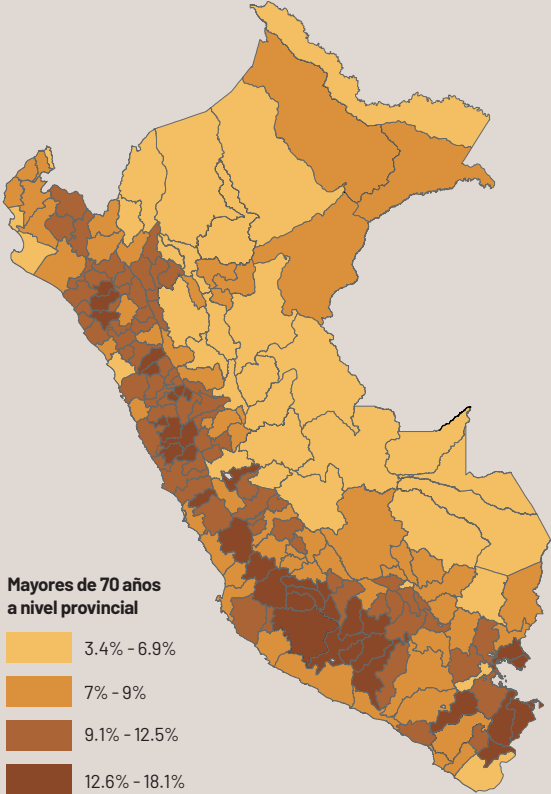 Mayores de 70 años
a nivel provincial
3.4% - 6.9%
7% - 9%
9.1% - 12.5%
12.6% - 18.1%